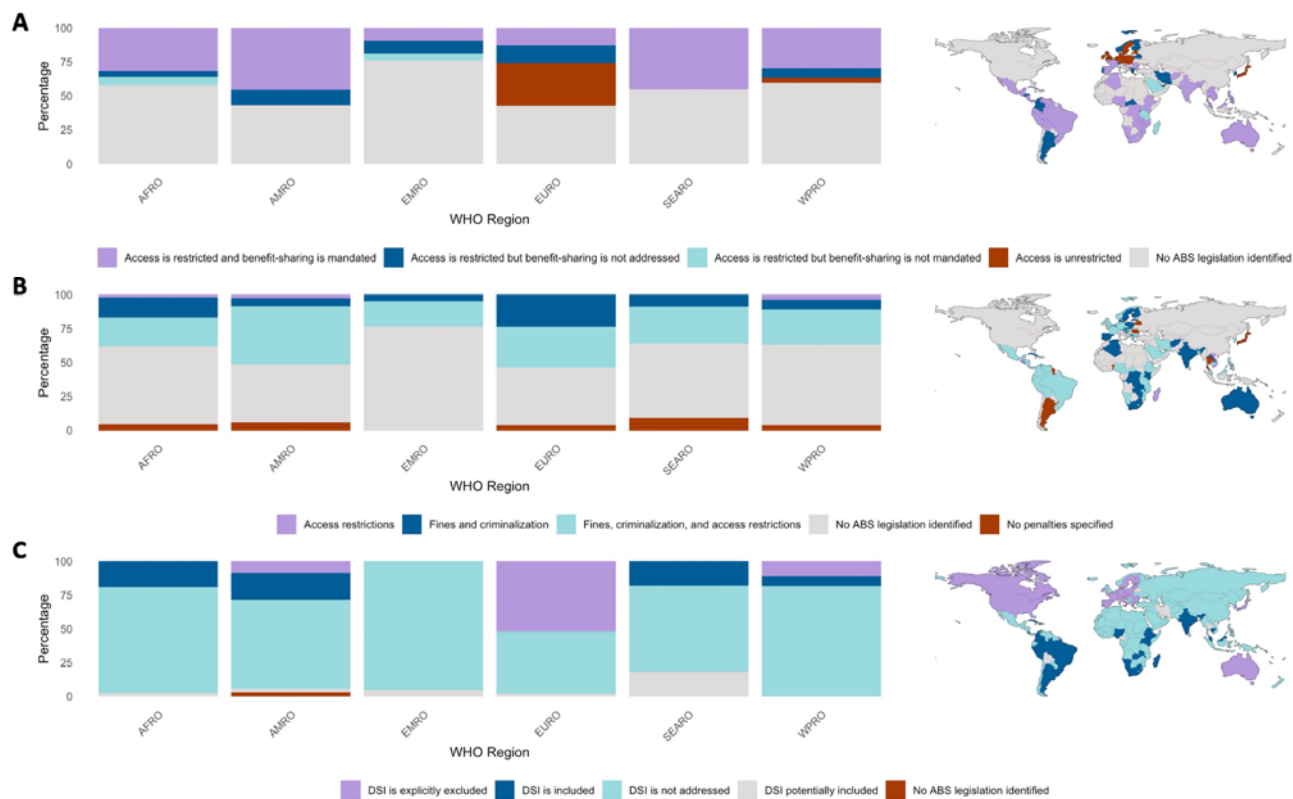 A
Percentage
100
75
50
25
0
AFRO
AMRO
EMRO
EURO
SEARO
WPRO
WHO Region
Access is restricted and benefit-sharing is mandated Access is restricted but benefit-sharing is not addressed Access is restricted but benefit-sharing is not mandated Access is unrestricted No ABS legislation identified
B
Percentage
100
75
50
25
0
AFRO
AMRO
EMRO
EURO
SEARO
WPRO
WHO Region
Access restrictions Fines and criminalization Fines, criminalization, and access restrictions No ABS legislation identified No penalties specified
C
Percentage
100
75
50
25
0
AFRO
AMRO
EMRO
EURO
SEARO
WPRO
WHO Region
DSI is explicitly excluded DSI is included DSI is not addressed DSI potentially included No ABS legislation identified